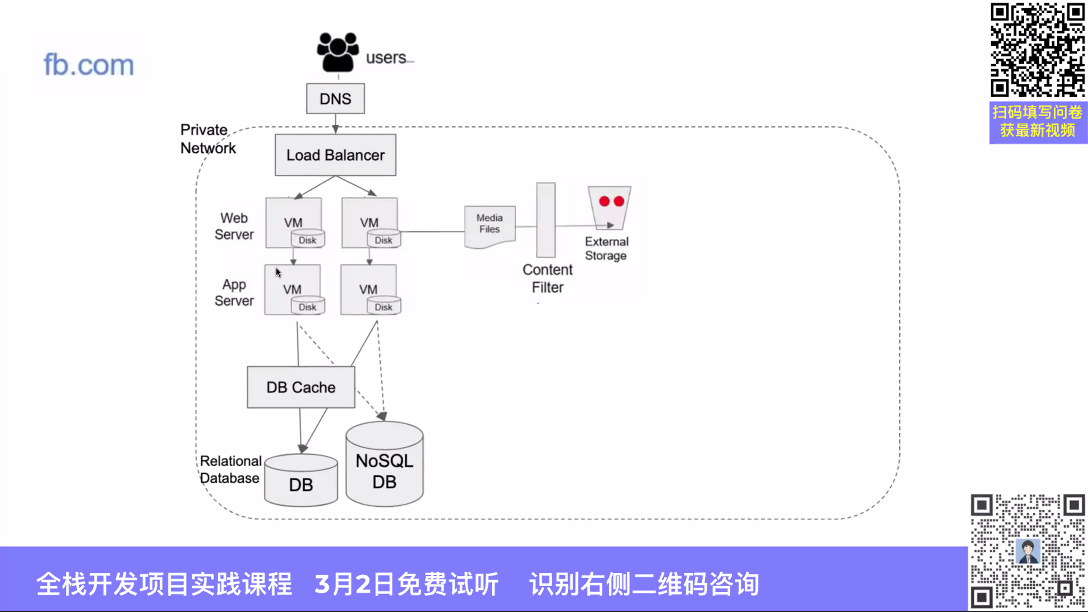 fb.com
users...
DNS
Private
Network
Load Balancer
Web
Server
VM
Disk
VM
Disk
Media
Files
External
Storage
Content
Filter
App
Server
VM
Disk
VM
Disk
DB Cache
Relational
Database
DB
NoSQL
DB
扫码填写问卷
获最新视频
全栈开发项目实践课程 3月2日免费试听 识别右侧二维码咨询